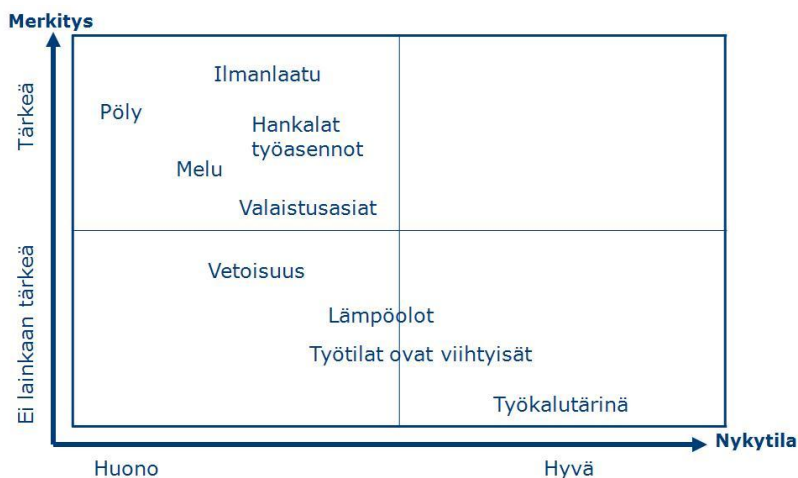 Merkitys
Tärkeä
Ilmanlaatu
Pöly
Hankalat
työasennot
Melu
Valaistusasiat
Ei lainkaan tärkeä
Vetoisuus
Lämpöolot
Työtilat ovat viihtyisät
Työkalutärinä
Nykytila
Huono
Hyvä